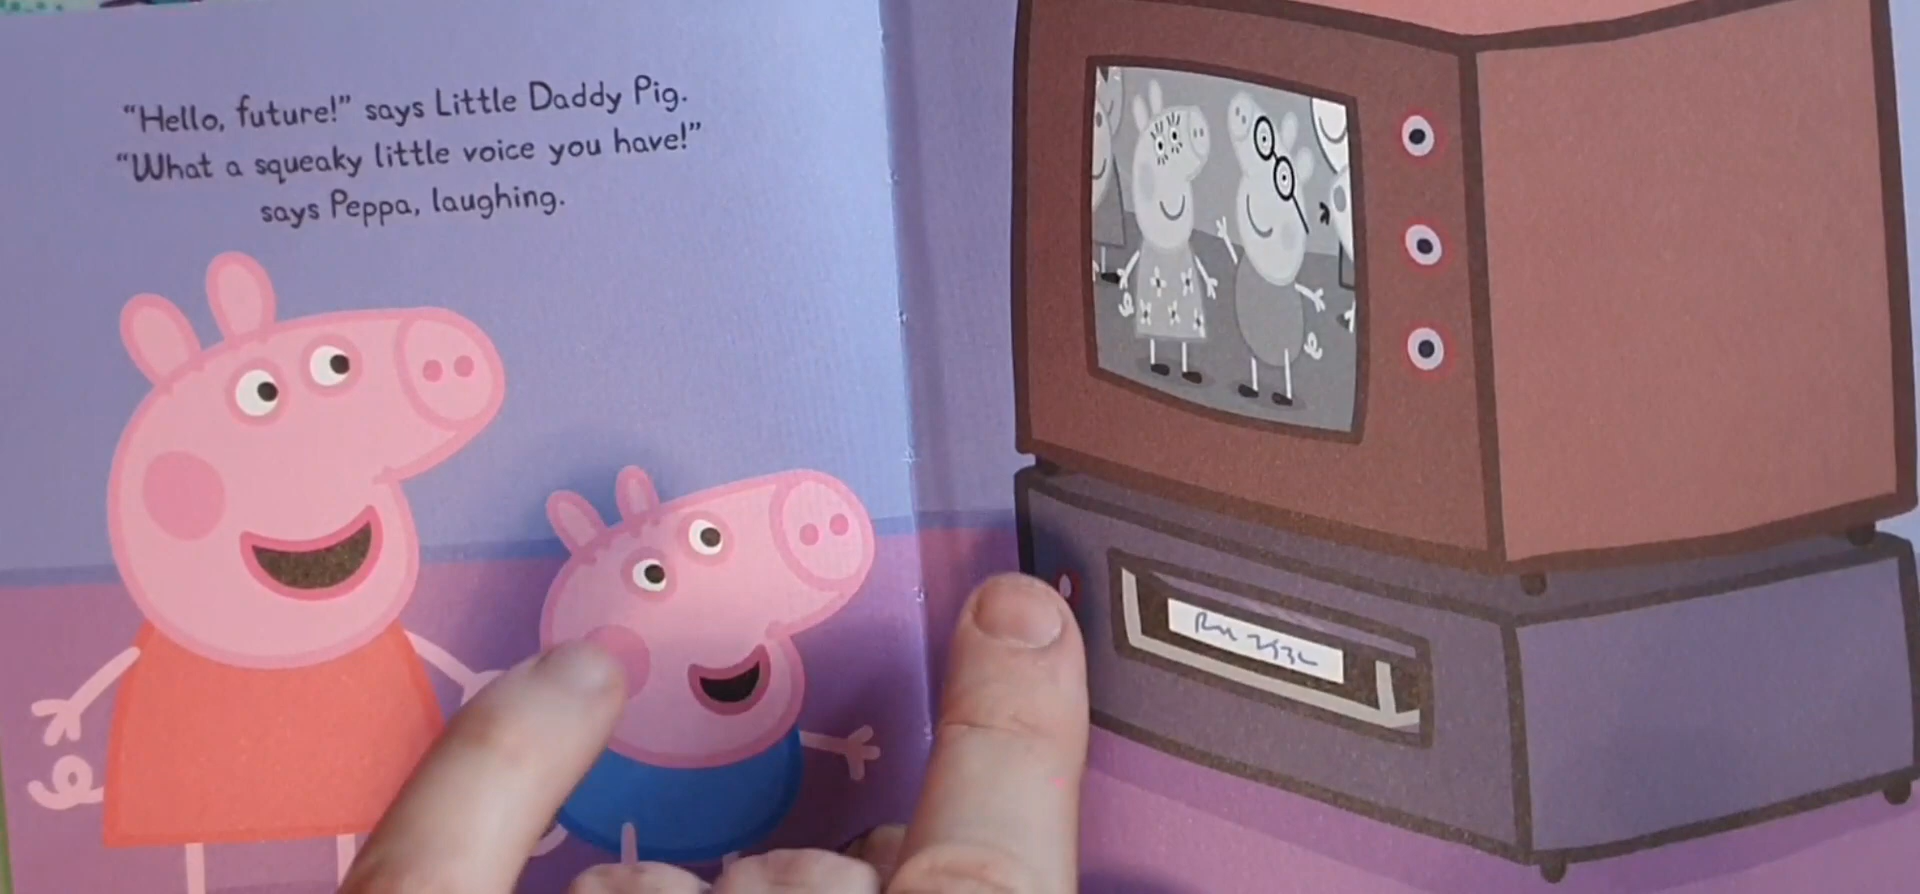 "Hello, future!" says Little Daddy Pig.
"What a squeaky little voice you have!"
says Peppa, laughing.